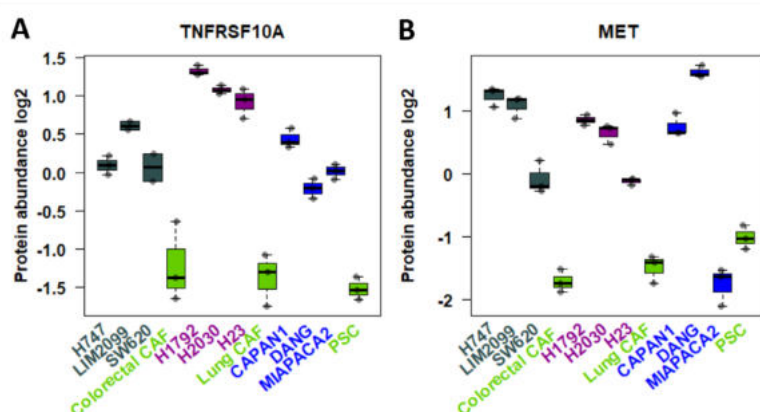 A
TNFRSF10A
Protein abundance log2
1.5
1.0
0.5
0.0
-0.5
-1.0
-1.5
H747
LIM2099
SW620
Colorectal CAF
H1792
H2030
H23
Lung CAF
CAPAN1
DANG
MIAPACA2
PSC
B
MET
Protein abundance log2
1
0
-1
-2
H747
LIM2099
SW620
Colorectal CAF
H1792
H2030
H23
Lung CAF
CAPAN1
DANG
MIAPACA2
PSC